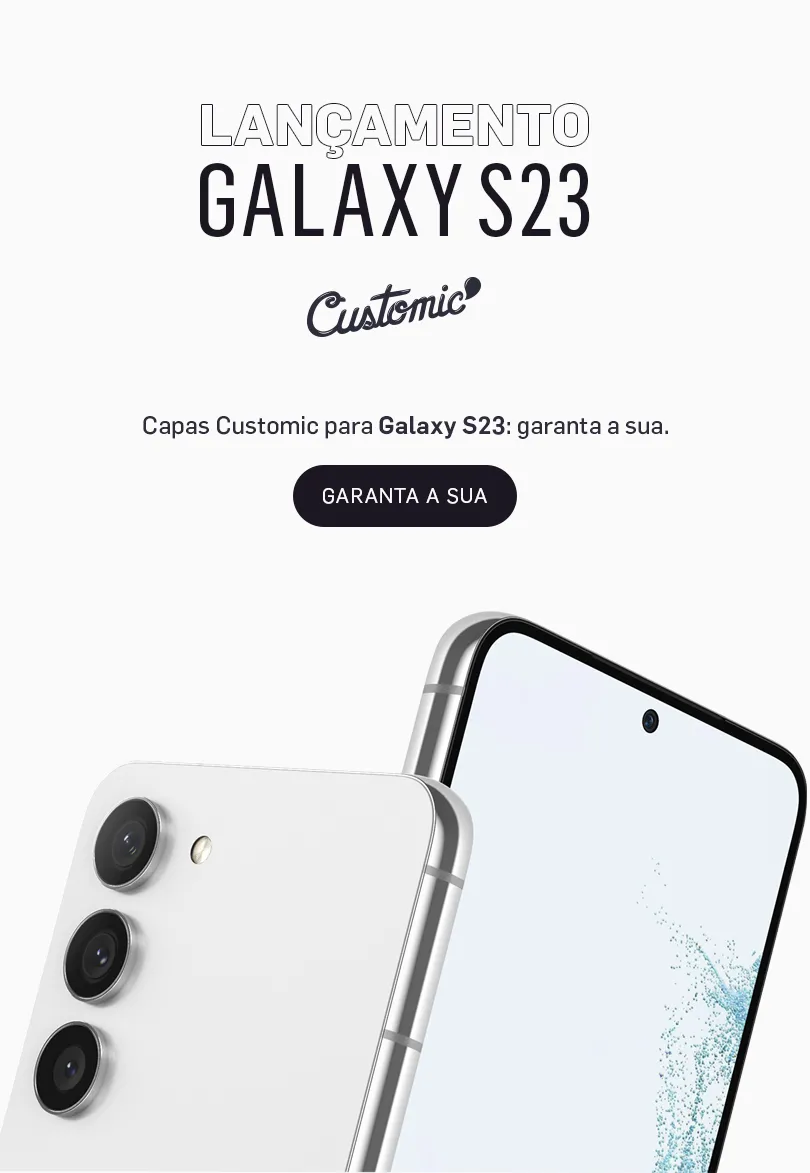 LANÇAMENTO
GALAXY S23
Customic
Capas Customic para Galaxy S23: garanta a sua.
GARANTA A SUA